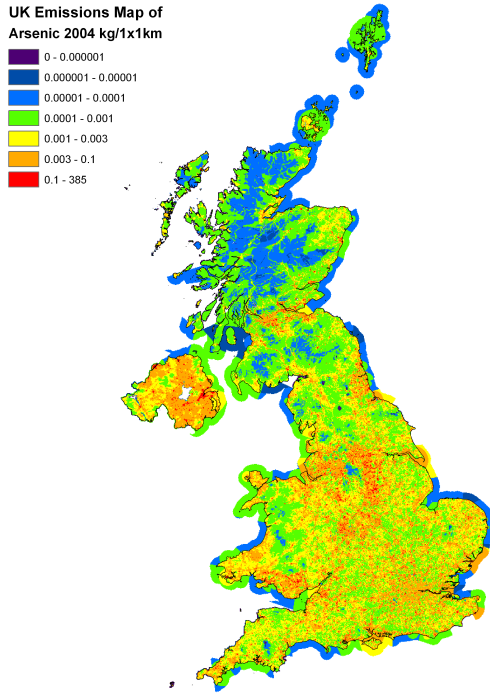 UK Emissions Map of
Arsenic 2004 kg/1x1km
0 - 0.000001
0.000001 - 0.00001
0.00001 - 0.0001
0.0001 - 0.001
0.001 - 0.003
0.003 - 0.1
0.1 - 385